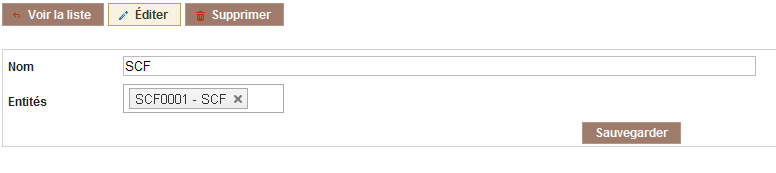 Voir la liste Éditer Supprimer
Nom SCF
Entités SCF0001 - SCF
Sauvegarder